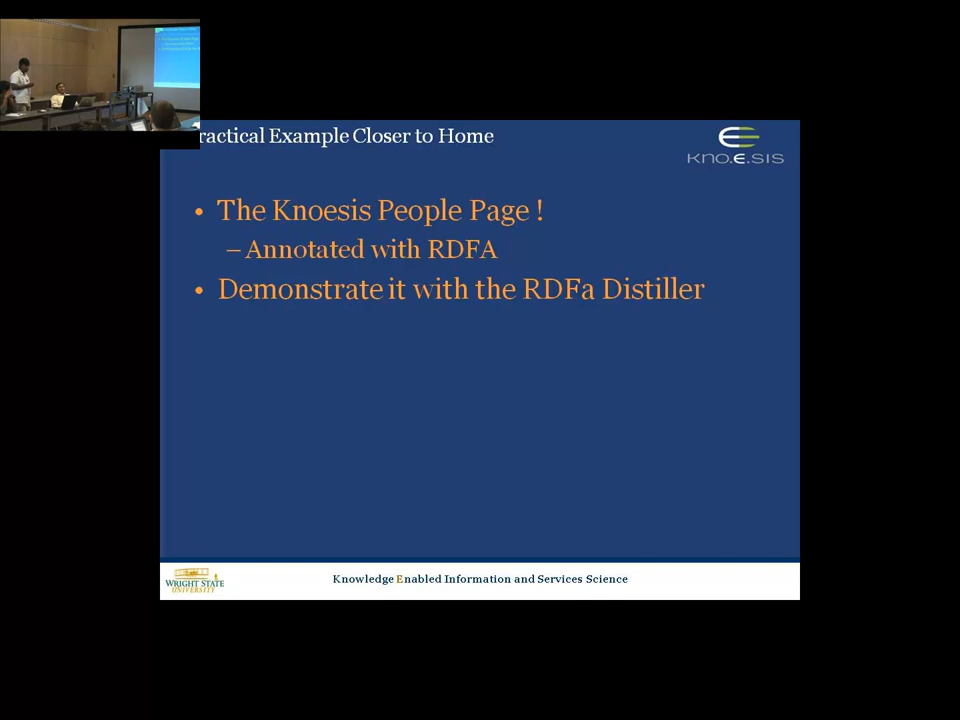 ractical Example Closer to Home
kno.e.sis
• The Knoesis People Page !
– Annotated with RDFA
• Demonstrate it with the RDFa Distiller
WRIGHT STATE
UNIVERSITY
Knowledge Enabled Information and Services Science